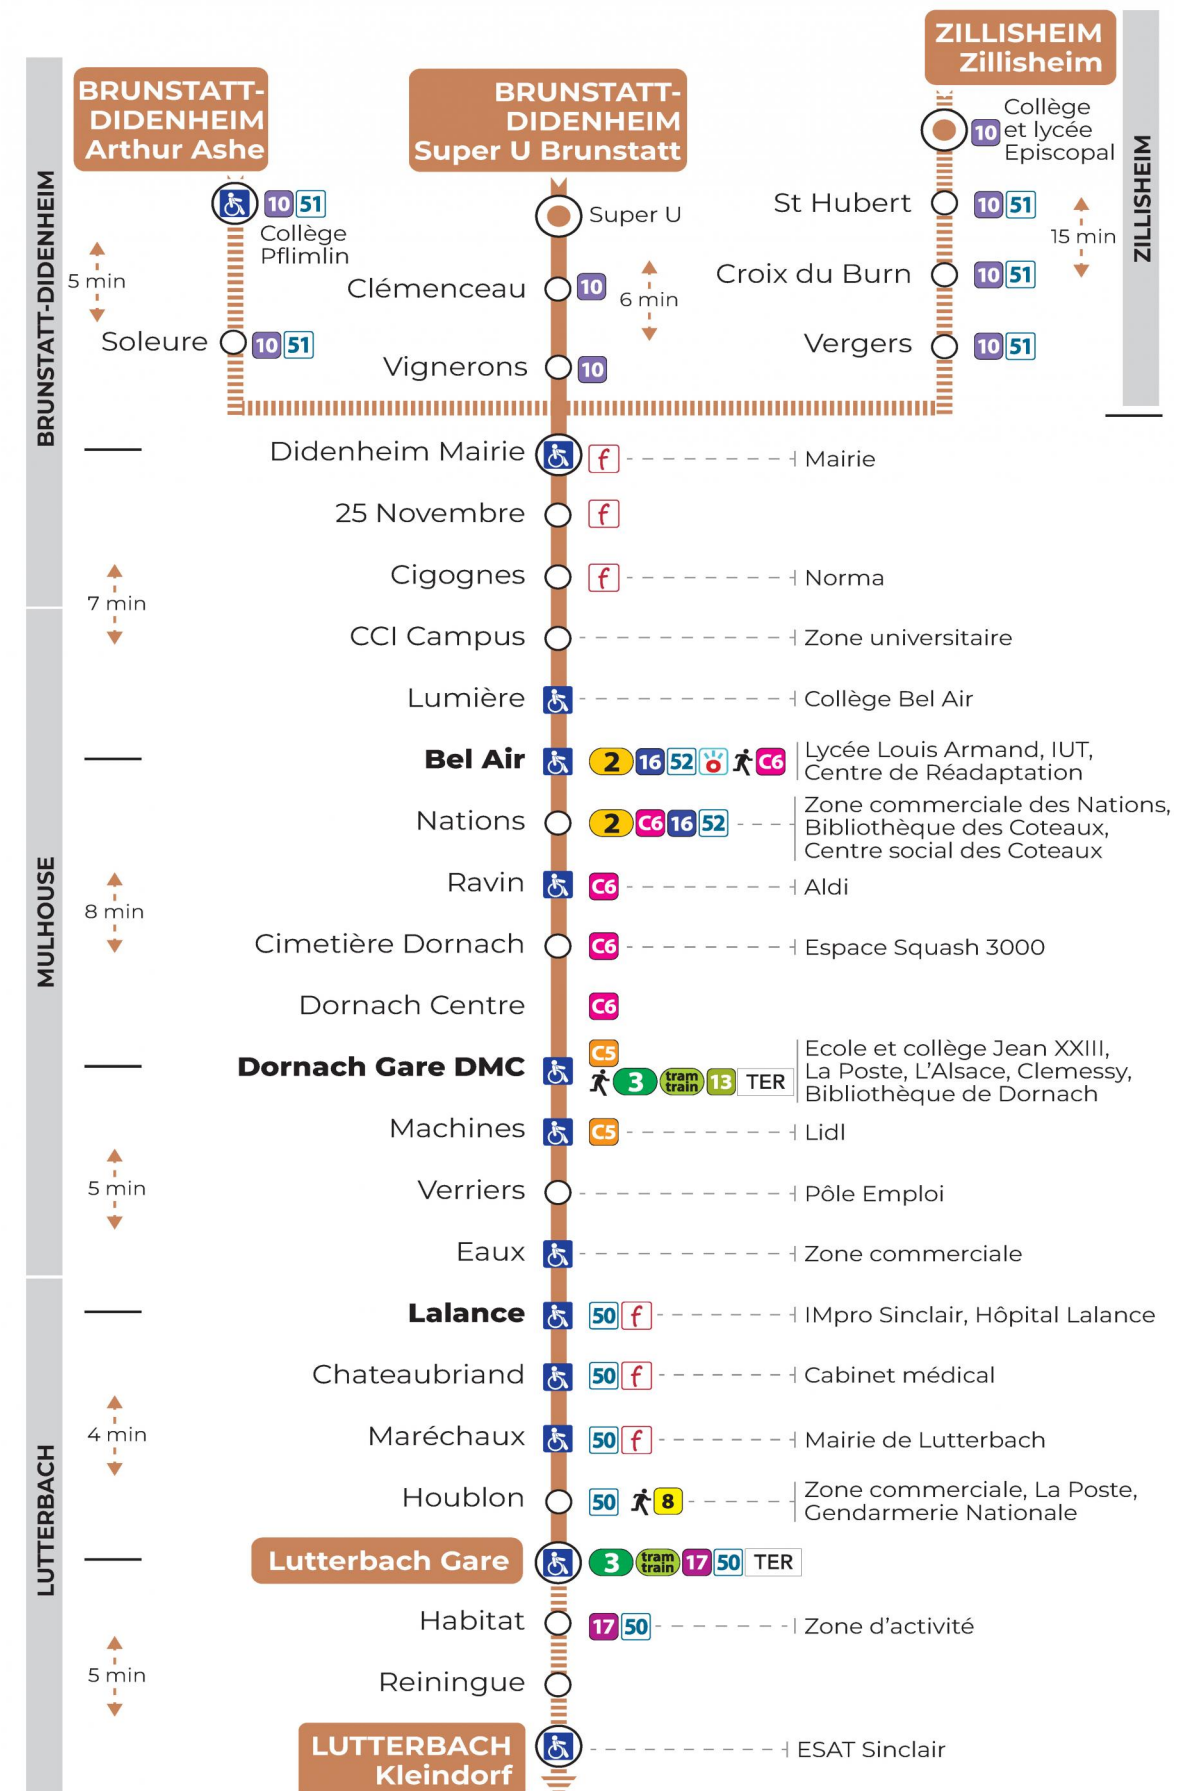 ZILLISHEIM
Zillisheim
BRUNSTATT-
DIDENHEIM
Arthur Ashe
BRUNSTATT-
DIDENHEIM
Super U Brunstatt
BRUNSTATT-DIDENHEIM
ZILLISHEIM
10 Collège
et lycée
Episcopal
10 51
Collège
Pflimlin
Super U
St Hubert 10 51
15 min
5 min
Clémenceau 10
6 min
Croix du Burn 10 51
Soleure 10 51
Vignerons 10
Vergers 10 51
Didenheim Mairie f Mairie
25 Novembre f
Cigognes f Norma
7 min
CCI Campus Zone universitaire
Lumière Collège Bel Air
MULHOUSE
Bel Air 2 16 52 C6 Lycée Louis Armand, IUT,
Centre de Réadaptation
Nations 2 C6 16 52 Zone commerciale des Nations,
Bibliothèque des Coteaux,
Centre social des Coteaux
Ravin C6 Aldi
8 min
Cimetière Dornach C6 Espace Squash 3000
Dornach Centre C6
Dornach Gare DMC C5 3 tram train 13 TER Ecole et collège Jean XXIII,
La Poste, L'Alsace, Clemessy,
Bibliothèque de Dornach
Machines C5 Lidl
5 min
Verriers Pôle Emploi
Eaux Zone commerciale
LUTTERBACH
Lalance 50 f IMpro Sinclair, Hôpital Lalance
Chateaubriand 50 f Cabinet médical
4 min
Maréchaux 50 f Mairie de Lutterbach
Houblon 50 8 Zone commerciale, La Poste,
Gendarmerie Nationale
Lutterbach Gare 3 tram train 17 50 TER
Habitat 17 50 Zone d'activité
5 min
Reiningue
LUTTERBACH
Kleindorf
ESAT Sinclair